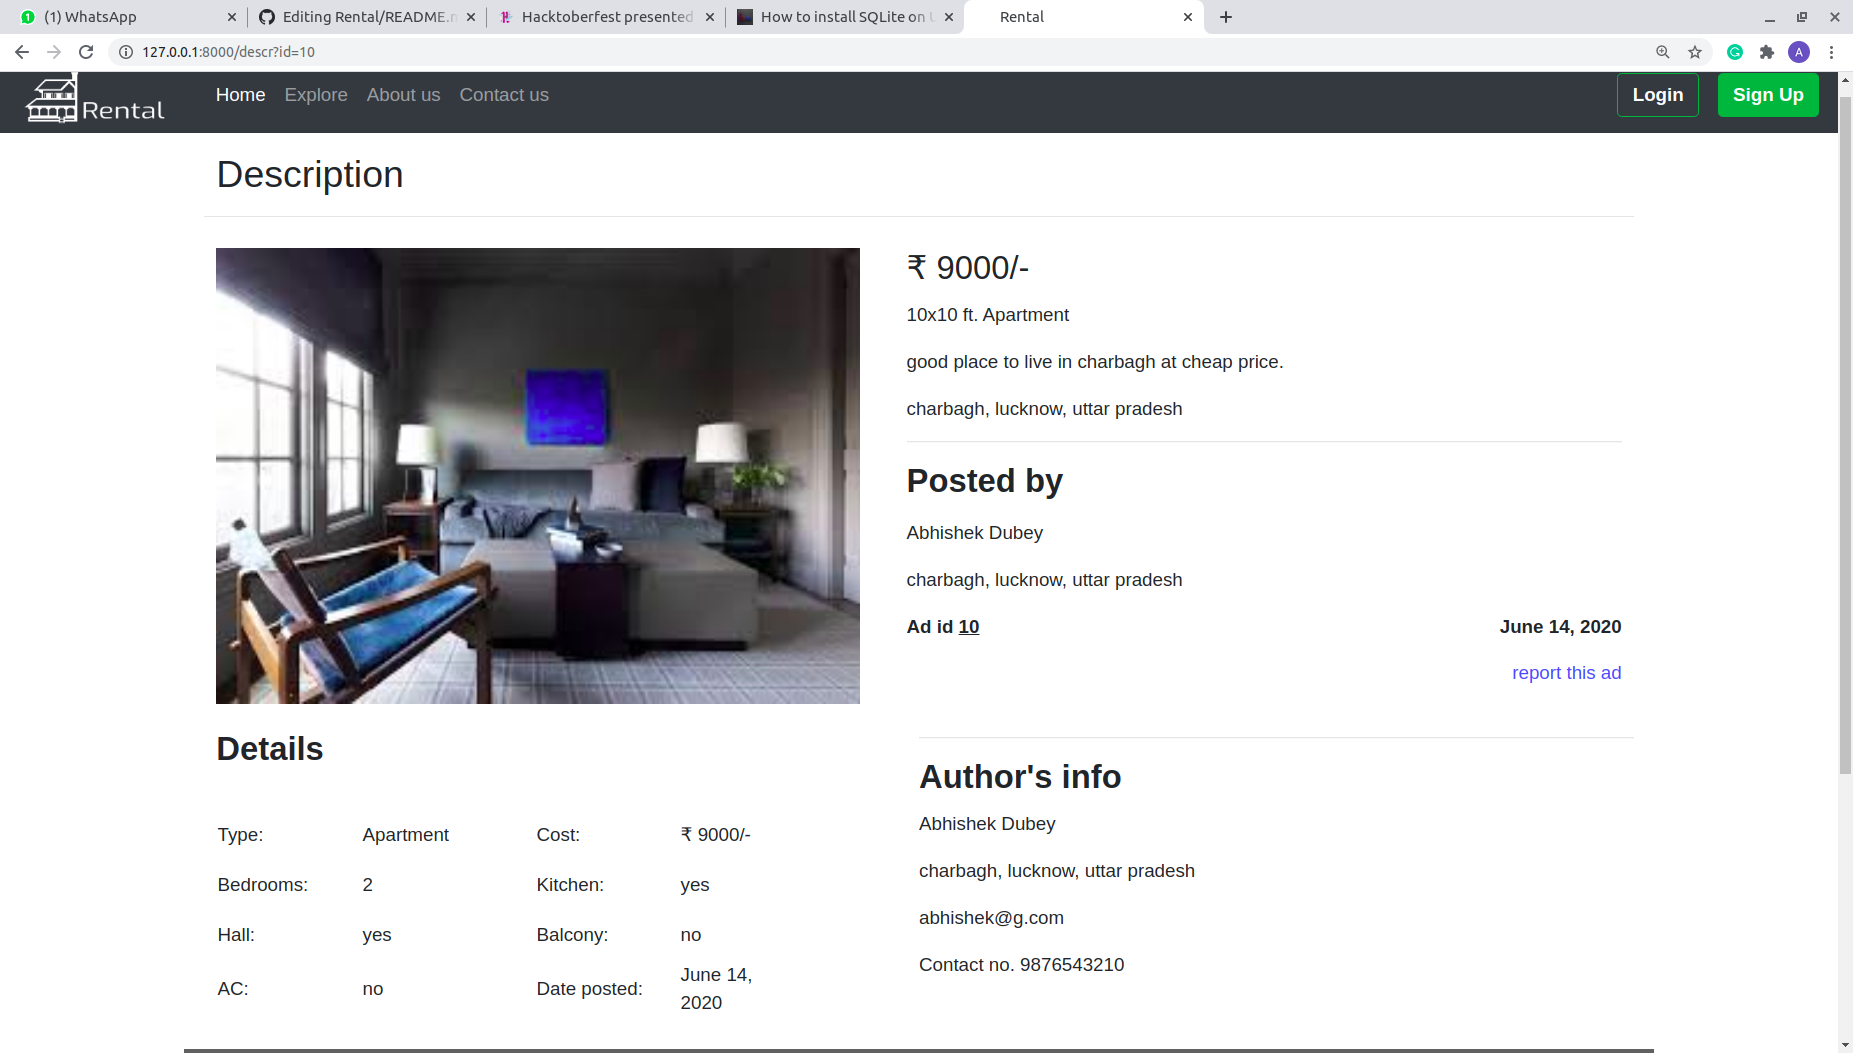 (1) WhatsApp
Editing Rental/README.m
Hacktoberfest presented
How to install SQLite on U
Rental
127.0.0.1:8000/descr?id=10
A
Rental
Home
Explore
About us
Contact us
Login
Sign Up
Description
₹ 9000/-
10x10 ft. Apartment
good place to live in charbagh at cheap price.
charbagh, lucknow, uttar pradesh
Posted by
Abhishek Dubey
charbagh, lucknow, uttar pradesh
Ad id 10
June 14, 2020
report this ad
Details
Type: Apartment Cost: ₹ 9000/-
Bedrooms: 2 Kitchen: yes
Hall: yes Balcony: no
AC: no Date posted: June 14,
2020
Author's info
Abhishek Dubey
charbagh, lucknow, uttar pradesh
abhishek@g.com
Contact no. 9876543210